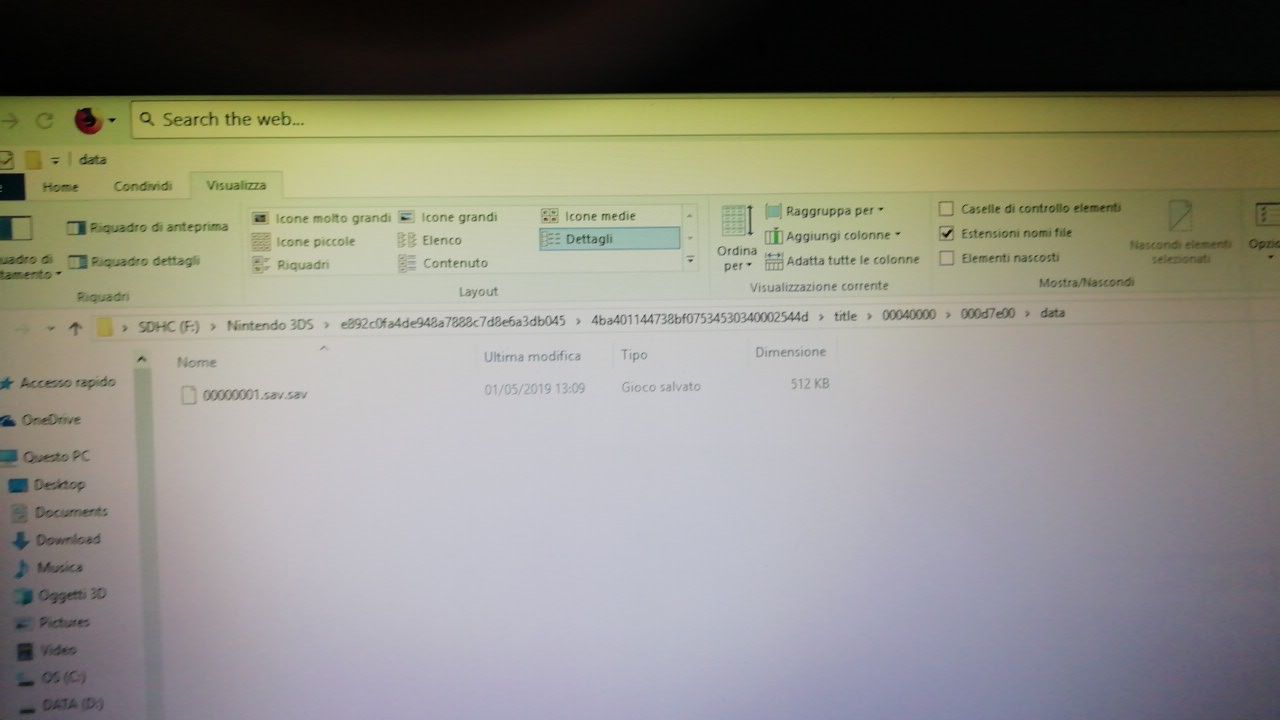 Search the web...
data
Home Condividi Visualizza
Riquadro di anteprima
Riquadro dettagli
Riquadri
Icone molto grandi Icone grandi Icone medie
Icone piccole Elenco Dettagli
Riquadri Contenuto
Layout
Ordina
per
Raggruppa per
Aggiungi colonne
Adatta tutte le colonne
Visualizzazione corrente
Caselle di controllo elementi
Estensioni nomi file
Elementi nascosti
Mostra/Nascondi
Nascondi elementi
selezionati
SDHC (F:) > Nintendo 3DS > e892c0fa4de948a7888c7d8e6a3db045 > 4ba401144738bf07534530340002544d > title > 00040000 > 000d7e00 > data
Nome Ultima modifica Tipo Dimensione
00000001.sav.sav 01/05/2019 13:09 Gioco salvato 512 KB
Accesso rapido
OneDrive
Questo PC
Desktop
Documents
Download
Musica
Oggetti 3D
Pictures
Video
OS (C:)
DATA (D:)